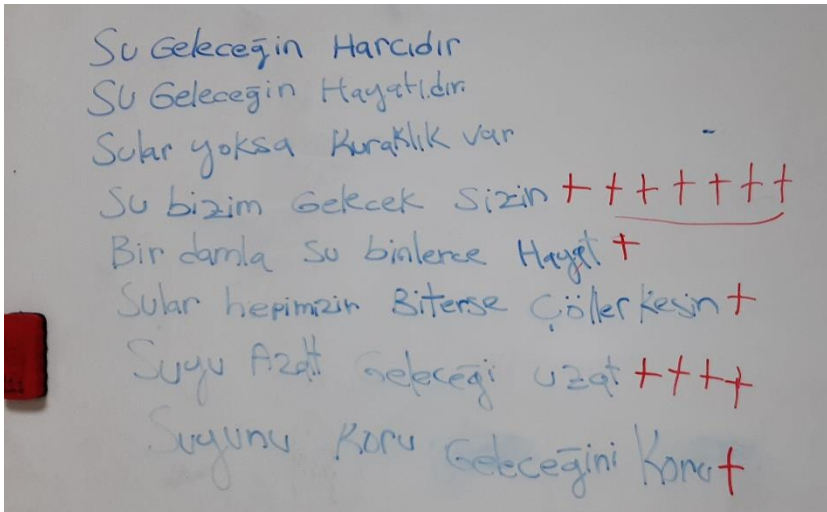 Su Geleceğin Harcıdır
Su Geleceğin Hayatıdır.
Sular yoksa Kuraklık var
Su bizim Gelecek Sizin + + + + + + +
Bir damla su binlerce Hayat +
Sular hepimizin Biterse Çöller Kesin +
Suyu Azalt Geleceği uzat + + + +
Suyunu Koru Geleceğini Koru +